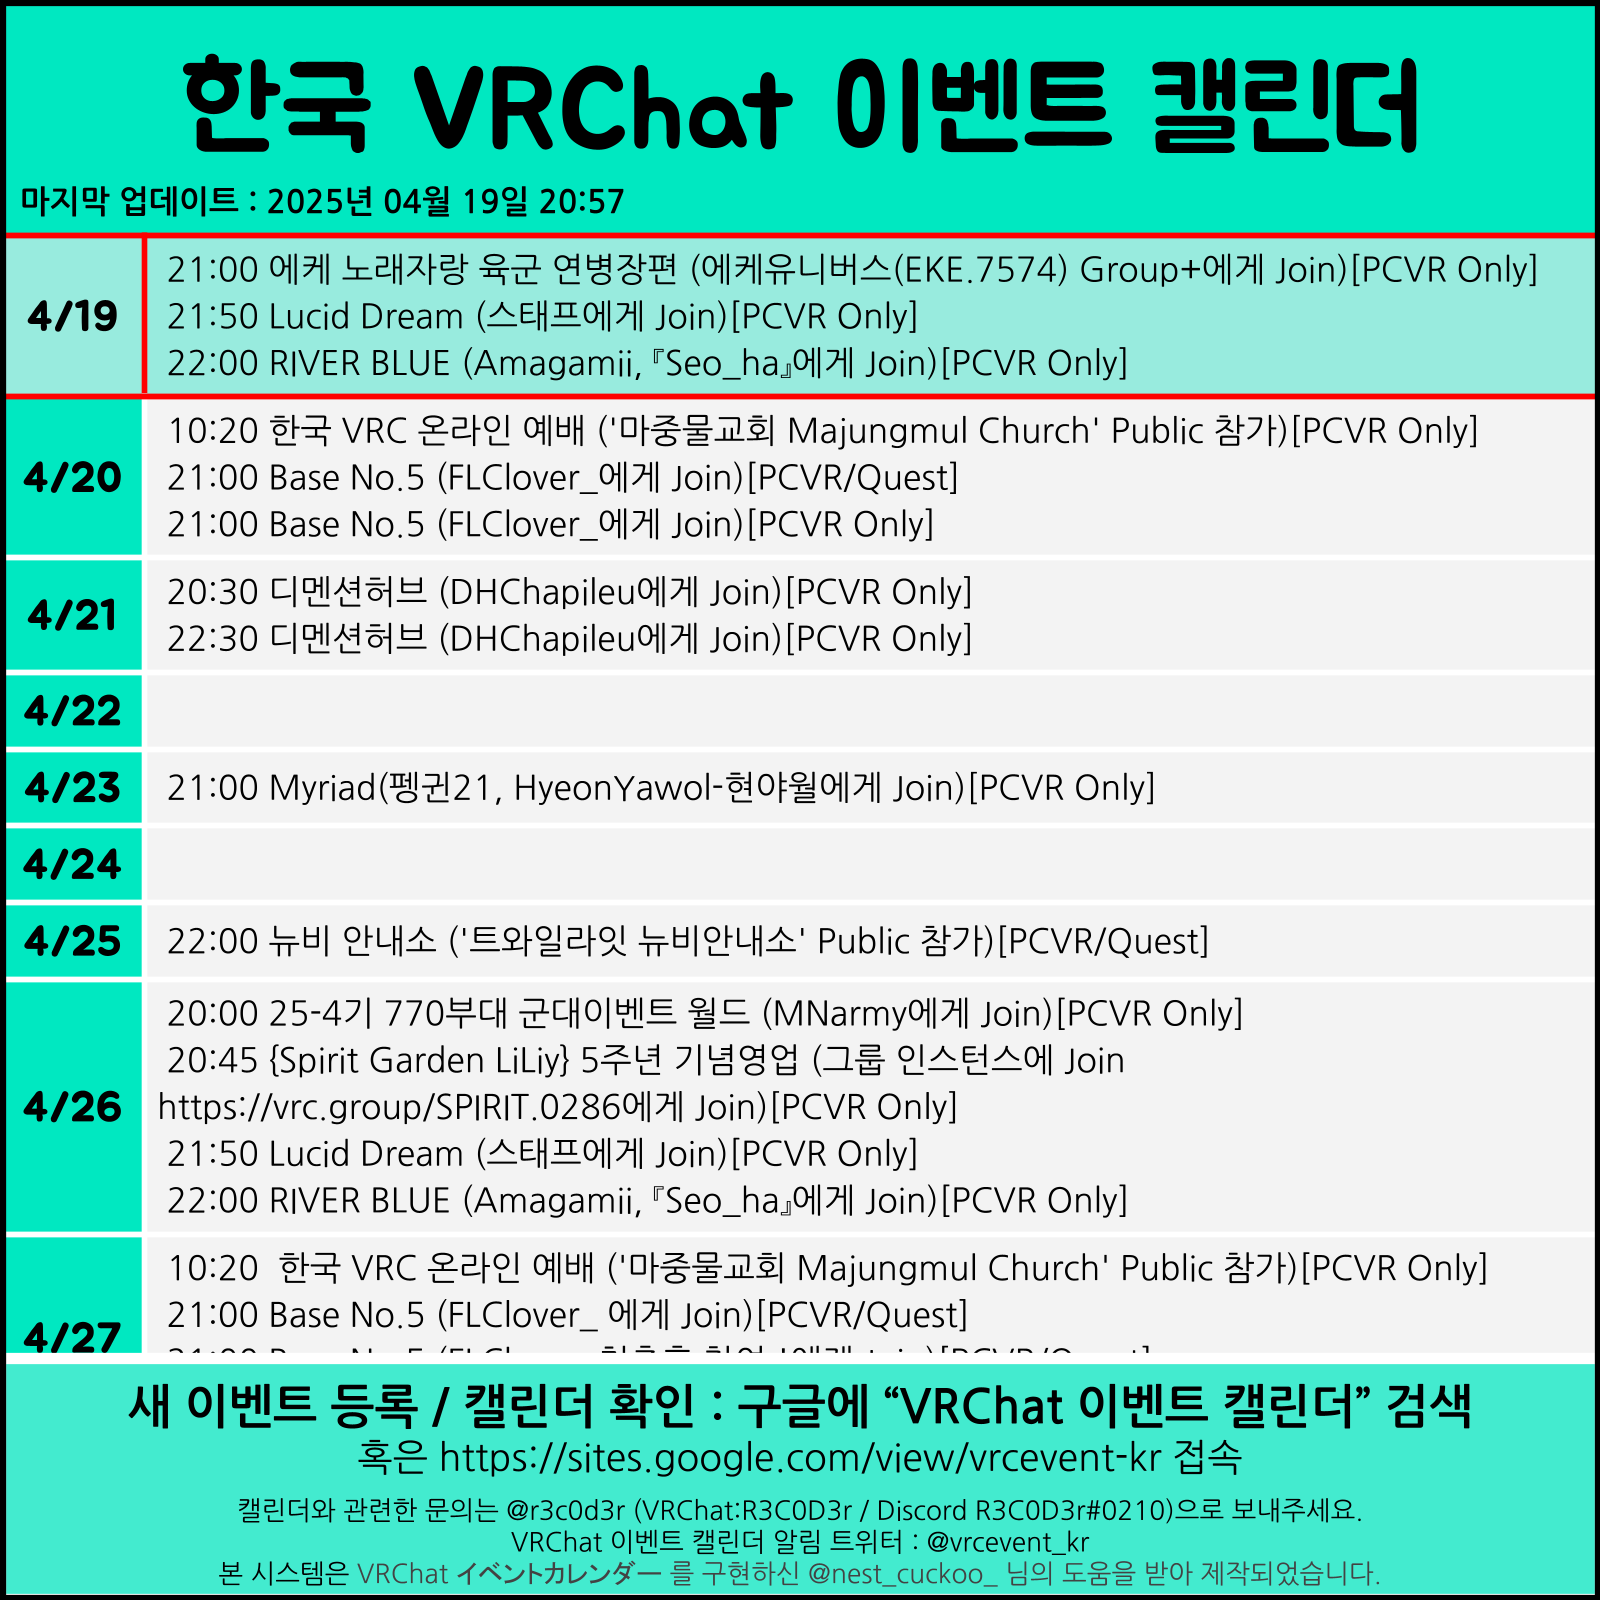 한국 VRChat 이벤트 캘린더
마지막 업데이트 : 2025년 04월 19일 20:57
4/19
21:00 에케 노래자랑 육군 연병장편 (에케유니버스(EKE.7574) Group+에게 Join)[PCVR Only]
21:50 Lucid Dream (스태프에게 Join)[PCVR Only]
22:00 RIVER BLUE (Amagamii,『Seo_ha』에게 Join)[PCVR Only]
4/20
10:20 한국 VRC 온라인 예배 ('마중물교회 Majungmul Church' Public 참가)[PCVR Only]
21:00 Base No.5 (FLClover_에게 Join)[PCVR/Quest]
21:00 Base No.5 (FLClover_에게 Join)[PCVR Only]
4/21
20:30 디멘션허브 (DHChapileu에게 Join)[PCVR Only]
22:30 디멘션허브 (DHChapileu에게 Join)[PCVR Only]
4/22
4/23
21:00 Myriad(펭귄21, HyeonYawol-현야월에게 Join)[PCVR Only]
4/24
4/25
22:00 뉴비 안내소 ('트와일라잇 뉴비안내소' Public 참가)[PCVR/Quest]
4/26
20:00 25-4기 770부대 군대이벤트 월드 (MNarmy에게 Join)[PCVR Only]
20:45 {Spirit Garden LiLiy} 5주년 기념영업 (그룹 인스턴스에 Join
https://vrc.group/SPIRIT.0286에게 Join)[PCVR Only]
21:50 Lucid Dream (스태프에게 Join)[PCVR Only]
22:00 RIVER BLUE (Amagamii,『Seo_ha』에게 Join)[PCVR Only]
4/27
10:20 한국 VRC 온라인 예배 ('마중물교회 Majungmul Church' Public 참가)[PCVR Only]
21:00 Base No.5 (FLClover_ 에게 Join)[PCVR/Quest]
새 이벤트 등록 / 캘린더 확인 : 구글에 “VRChat 이벤트 캘린더” 검색
혹은 https://sites.google.com/view/vrcevent-kr 접속
캘린더와 관련한 문의는 @r3c0d3r (VRChat:R3C0D3r / Discord R3C0D3r#0210)으로 보내주세요.
VRChat 이벤트 캘린더 알림 트위터 : @vrcevent_kr
본 시스템은 VRChat イベントカレンダー 를 구현하신 @nest_cuckoo_ 님의 도움을 받아 제작되었습니다.